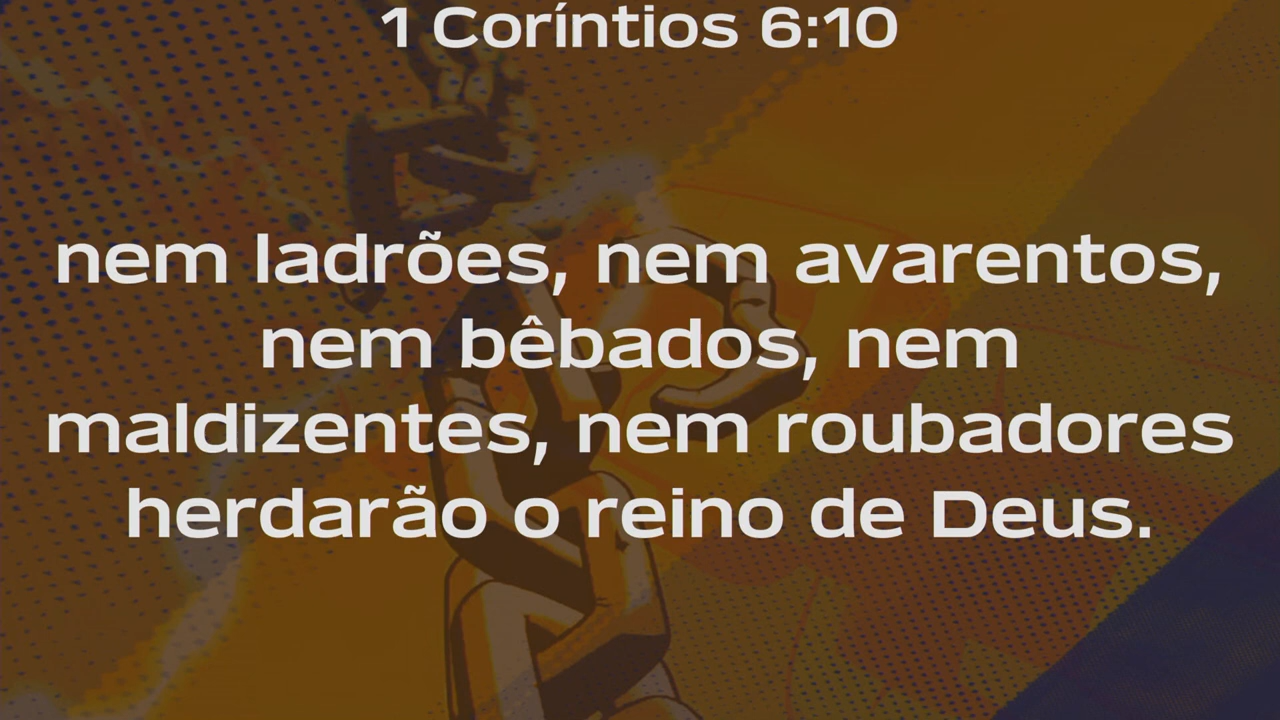 1 Coríntios 6:10
nem ladrões, nem avarentos,
nem bêbados, nem
maldizentes, nem roubadores
herdarão o reino de Deus.